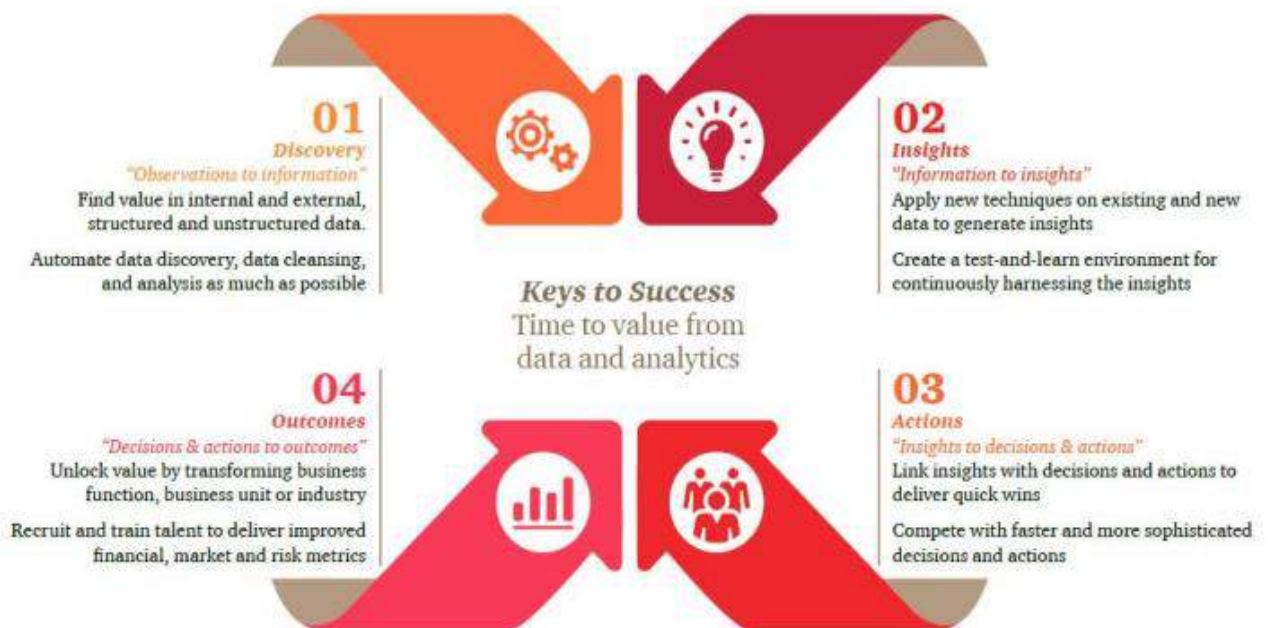 01
Discovery
"Observations to information"
Find value in internal and external,
structured and unstructured data.
Automate data discovery, data cleansing,
and analysis as much as possible
02
Insights
"Information to insights"
Apply new techniques on existing and new
data to generate insights
Create a test-and-learn environment for
continuously harnessing the insights
Keys to Success
Time to value from
data and analytics
04
Outcomes
"Decisions & actions to outcomes"
Unlock value by transforming business
function, business unit or industry
Recruit and train talent to deliver improved
financial, market and risk metrics
03
Actions
"Insights to decisions & actions"
Link insights with decisions and actions to
deliver quick wins
Compete with faster and more sophisticated
decisions and actions